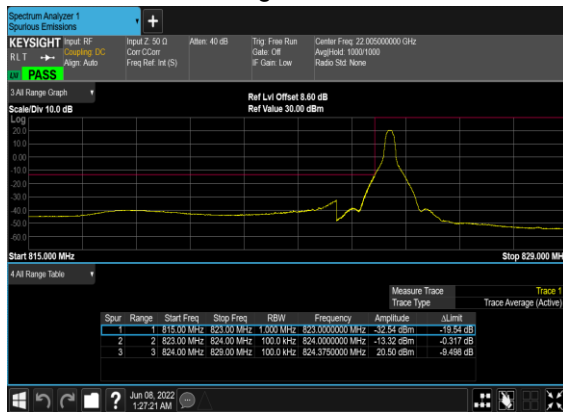 Spectrum Analyzer 1
Spurious Emissions
KEYSIGHT Input: RF Input Z: 50 Ω Atten: 40 dB Trig: Free Run Center Freq: 22.005000000 GHz
RLT Coupling: DC Corr CCorr Gate: Off Avg|Hold: 1000/1000
Align: Auto Freq Ref: Int (S) IF Gain: Low Radio Std: None
PASS
3 All Range Graph
Ref Lvl Offset 8.60 dB
Scale/Div 10.0 dB Ref Value 30.00 dBm
Log
20.0
10.0
0.00
-10.0
-20.0
-30.0
-40.0
-50.0
-60.0
Start 815.000 MHz Stop 829.000 MH
4 All Range Table
Measure Trace Trace 1
Trace Type Trace Average (Active)
Spur Range Start Freq Stop Freq RBW Frequency Amplitude ΔLimit
1 1 815.00 MHz 823.00 MHz 1.000 MHz 823.0000000 MHz -32.54 dBm -19.54 dB
2 2 823.00 MHz 824.00 MHz 100.0 kHz 824.0000000 MHz -13.32 dBm -0.317 dB
3 3 824.00 MHz 829.00 MHz 100.0 kHz 824.3750000 MHz 20.50 dBm -9.498 dB
? Jun 08, 2022
1:27:21 AM